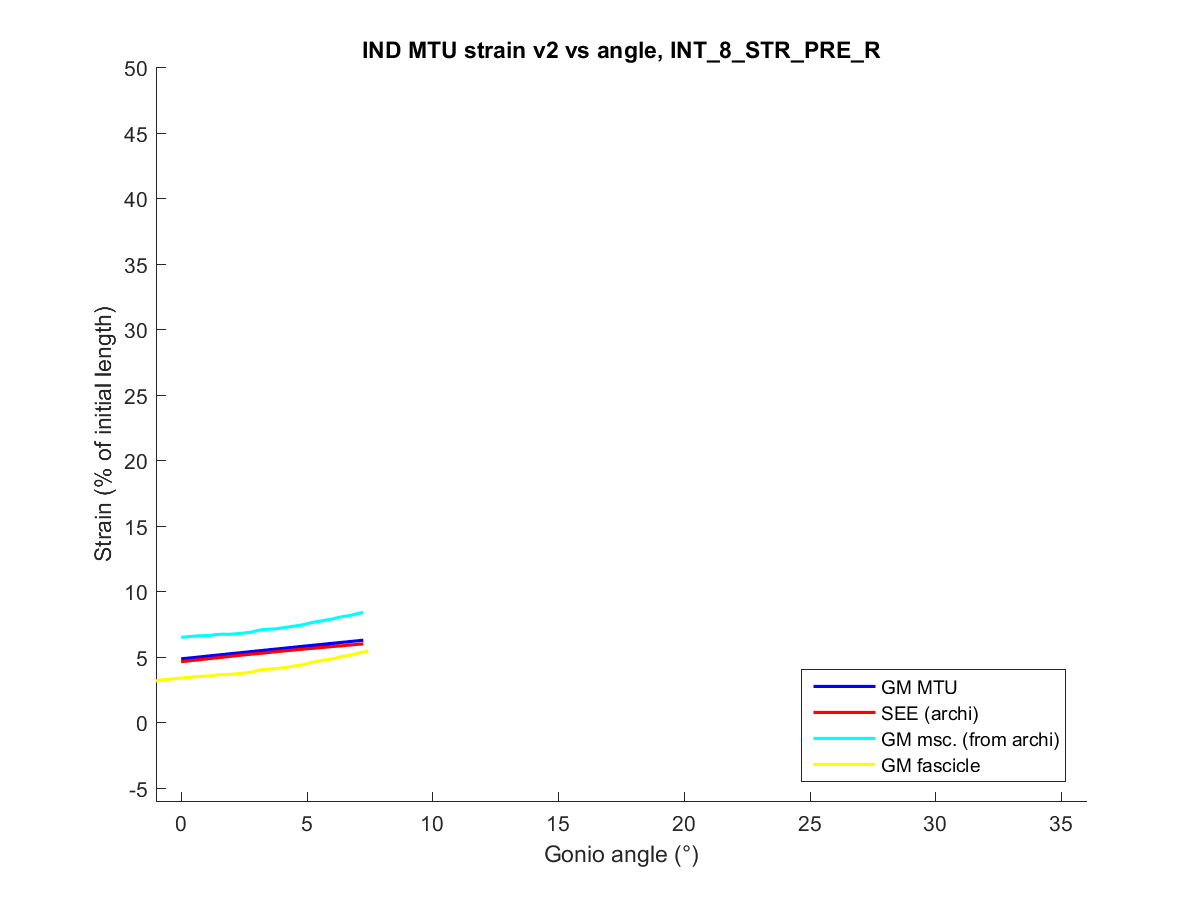 IND MTU strain v2 vs angle, INT_8_STR_PRE_R
50
45
40
35
30
25
20
15
10
5
0
-5
Strain (% of initial length)
0 5 10 15 20 25 30 35
Gonio angle (°)
GM MTU
SEE (archi)
GM msc. (from archi)
GM fascicle